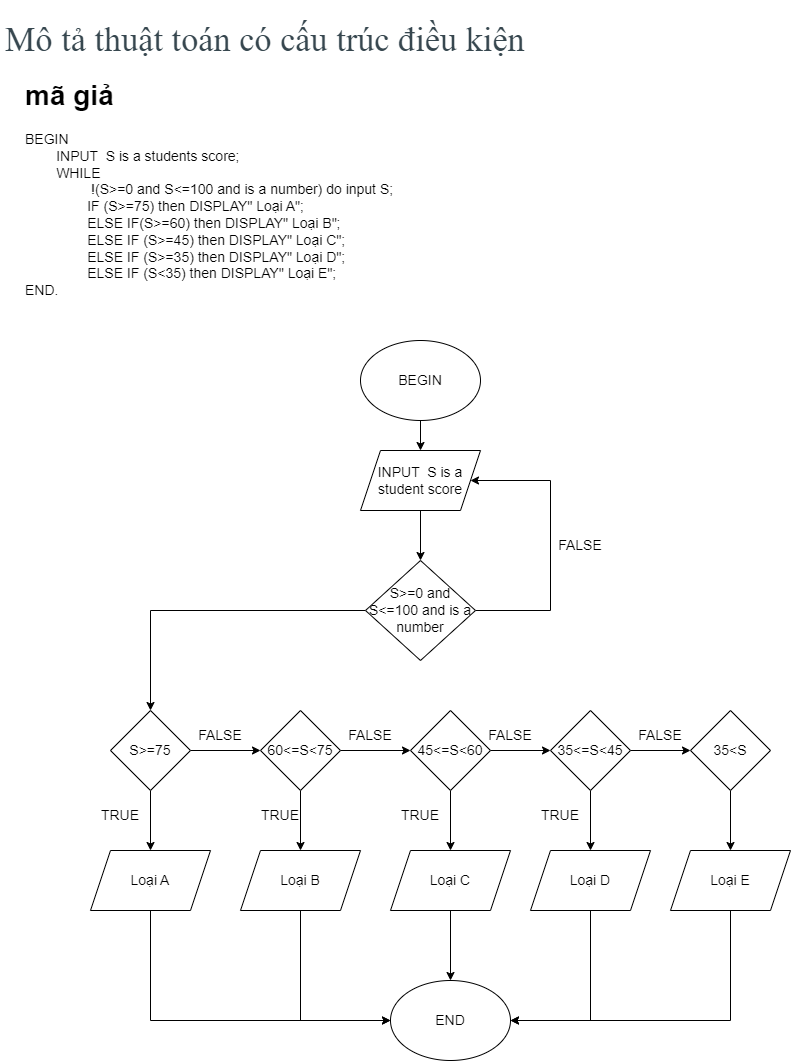 Mô tả thuật toán có cấu trúc điều kiện
mã giả
BEGIN
INPUT  S is a students score;
WHILE
!(S>=0 and S<=100 and is a number) do input S;
IF (S>=75) then DISPLAY" Loại A";
ELSE IF(S>=60) then DISPLAY" Loại B";
ELSE IF (S>=45) then DISPLAY" Loại C";
ELSE IF (S>=35) then DISPLAY" Loại D";
ELSE IF (S<35) then DISPLAY" Loại E";
END.
BEGIN
INPUT  S is a
student score
FALSE
S>=0 and
S<=100 and is a
number
S>=75
FALSE
60<=S<75
FALSE
45<=S<60
FALSE
35<=S<45
FALSE
35<S
TRUE
TRUE
TRUE
TRUE
Loại A
Loại B
Loại C
Loại D
Loại E
END